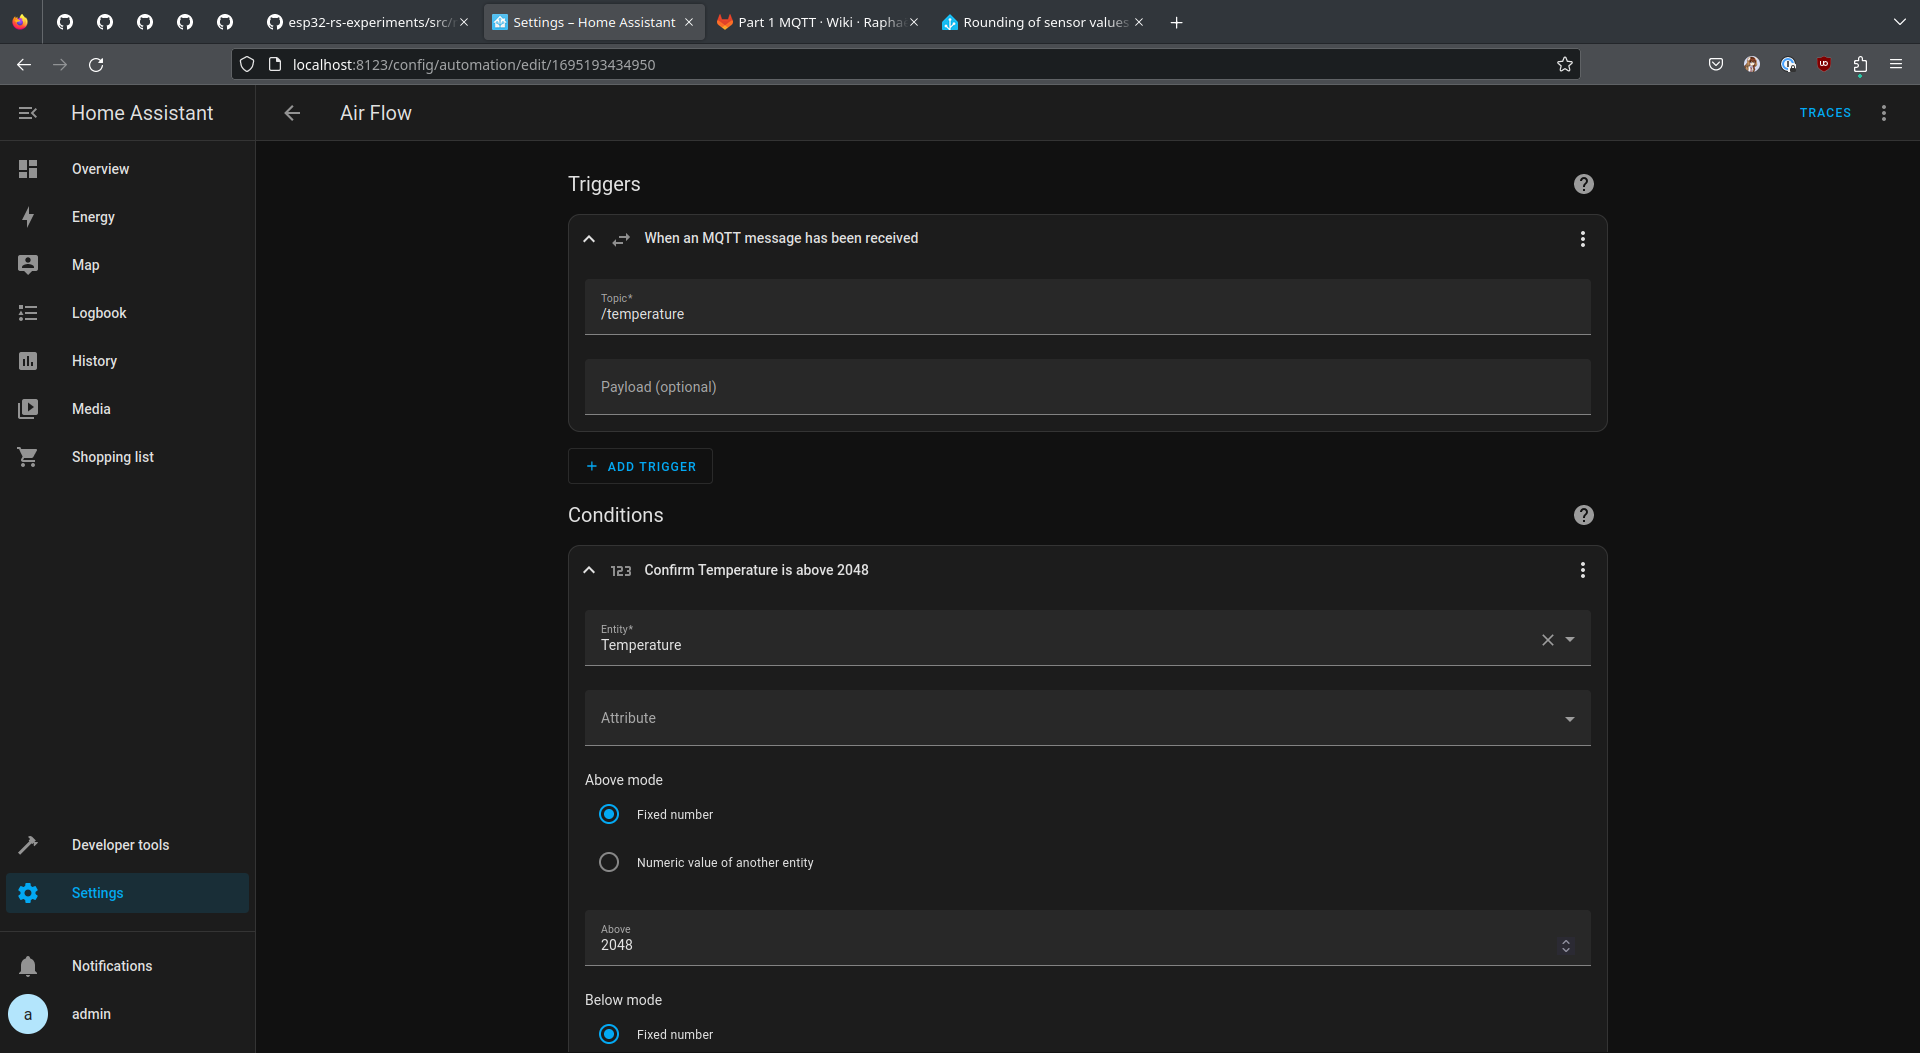 esp32-rs-experiments/src/
Settings – Home Assistant
Part 1 MQTT · Wiki · Rapha
Rounding of sensor values
localhost:8123/config/automation/edit/1695193434950
Home Assistant
Air Flow
TRACES
Overview
Energy
Map
Logbook
History
Media
Shopping list
Developer tools
Settings
Notifications
a
admin
Triggers
When an MQTT message has been received
Topic*
/temperature
Payload (optional)
ADD TRIGGER
Conditions
123
Confirm Temperature is above 2048
Entity*
Temperature
Attribute
Above mode
Fixed number
Numeric value of another entity
Above
2048
Below mode
Fixed number